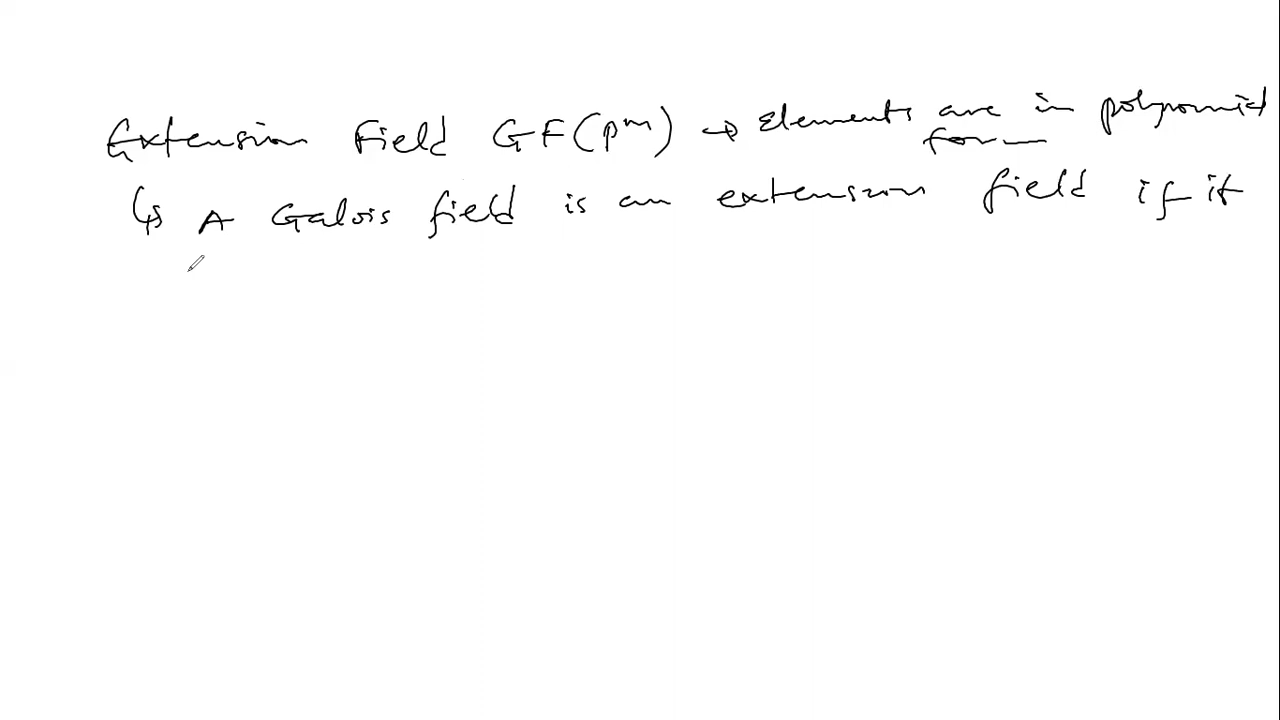 Extension Field GF(p^m) → Elements are in polynomial form
↳ A Galois field is an extension field if it